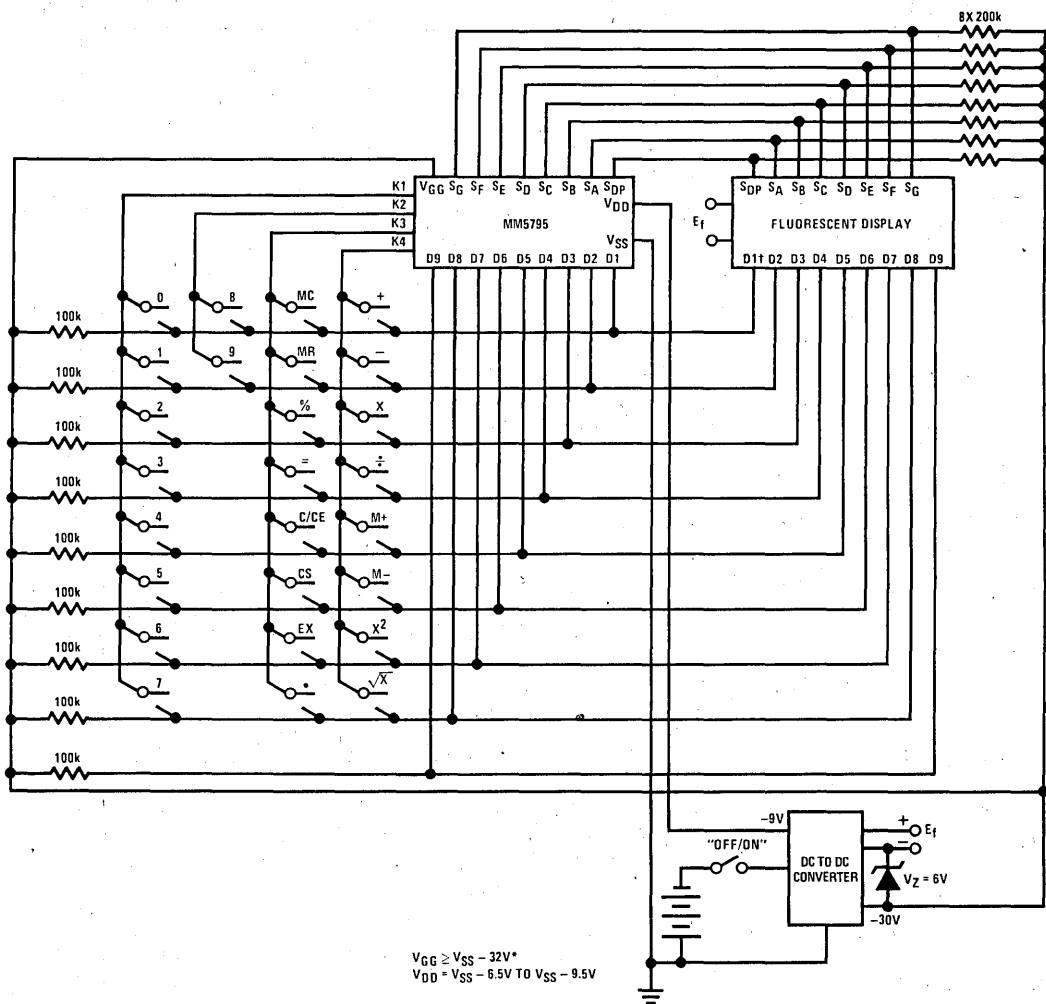 8X 200k
K1
K2
K3
K4
VGG SG SF SE SD SC SB SA SDP
VDD
MM5795
VSS
D9 D8 D7 D6 D5 D4 D3 D2 D1
Ef
SDP SA SB SC SD SE SF SG
FLUORESCENT DISPLAY
D1† D2 D3 D4 D5 D6 D7 D8 D9
0 8 MC +
100k
1 9 MR −
100k
2 % X
100k
3 = ÷
100k
4 C/CE M+
100k
5 CS M−
100k
6 EX X²
100k
7 • √X
100k
100k
−9V
"OFF/ON"
DC TO DC
CONVERTER
+ Ef
−
VZ = 6V
−30V
VGG ≥ VSS − 32V*
VDD = VSS − 6.5V TO VSS − 9.5V